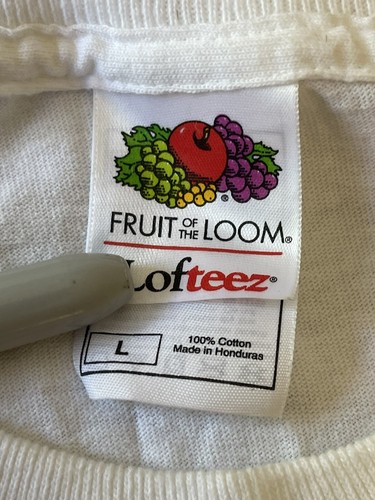 ®
FRUIT OF THE LOOM®
Lofteez®
L
100% Cotton
Made in Honduras